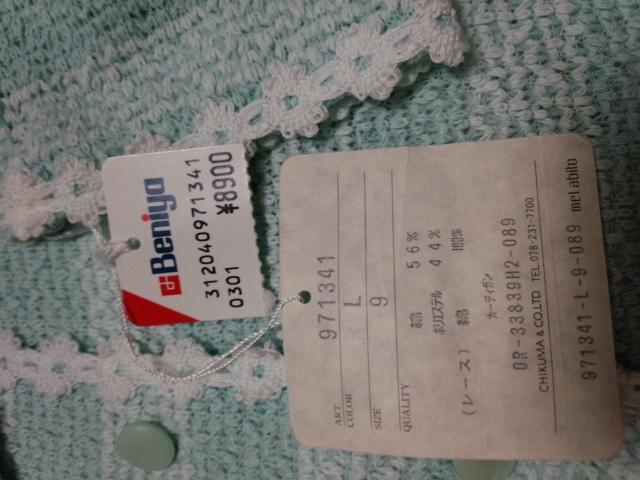 Beniya
312040971341
¥8900
0301
ART 971341
COLOR L
SIZE 9
QUALITY 綿 56%
ポリエステル 44%
(レース) 綿 100%
カーディガン
OR-33839H2-089
CHIKUMA & CO.LTD TEL.078-231-7700
971341-L-9-089 mel abito